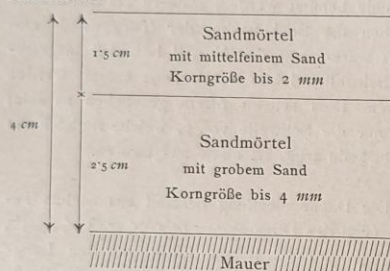 Sandmörtel
1·5 cm
mit mittelfeinem Sand
Korngröße bis 2 mm
4 cm
Sandmörtel
2·5 cm
mit grobem Sand
Korngröße bis 4 mm
Mauer